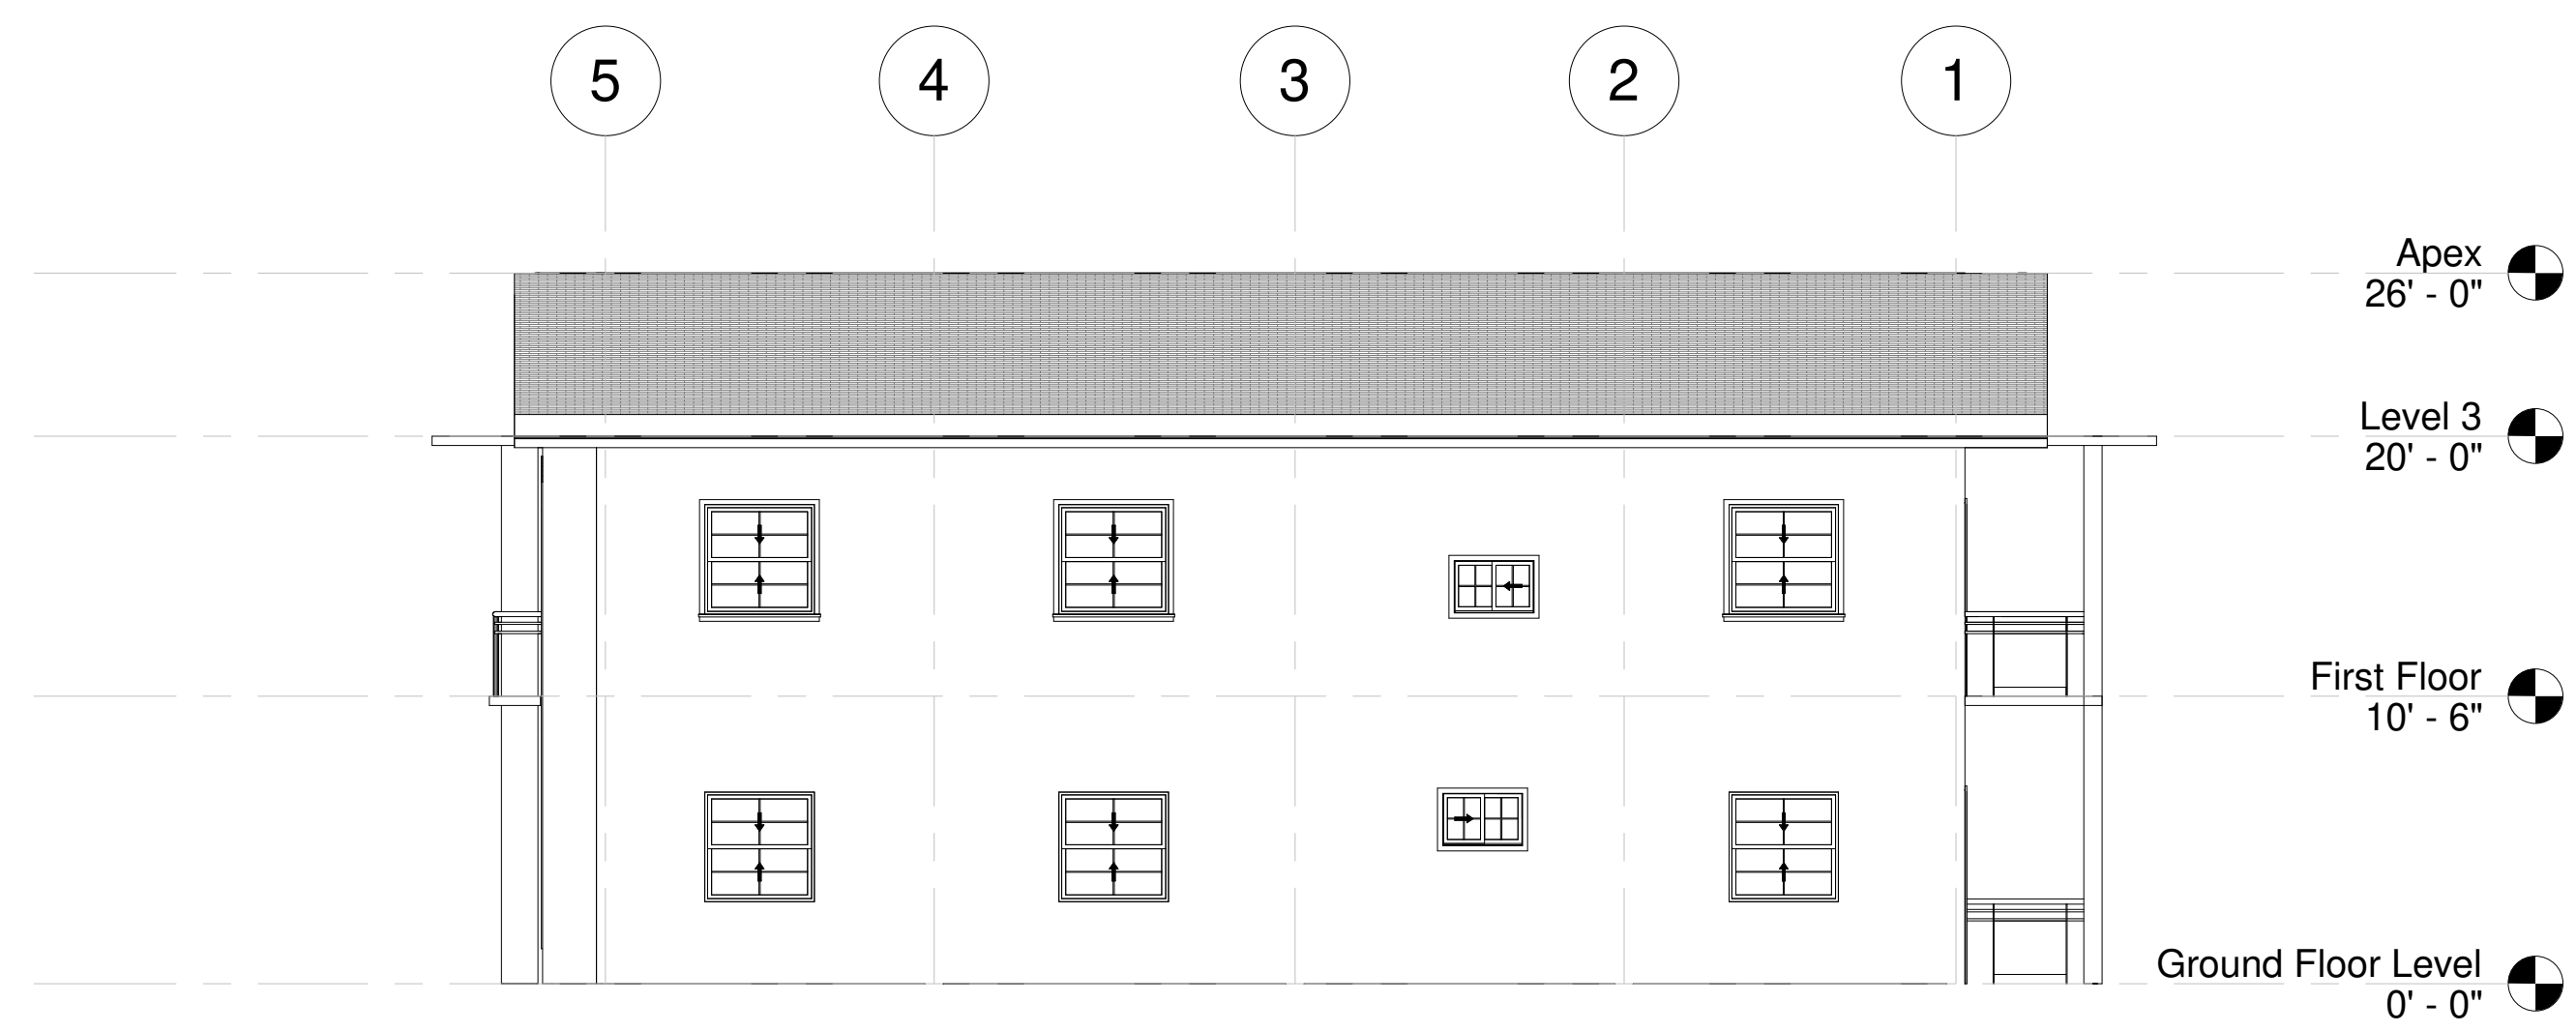 5 4 3 2 1
Apex
26' - 0"
Level 3
20' - 0"
First Floor
10' - 6"
Ground Floor Level
0' - 0"